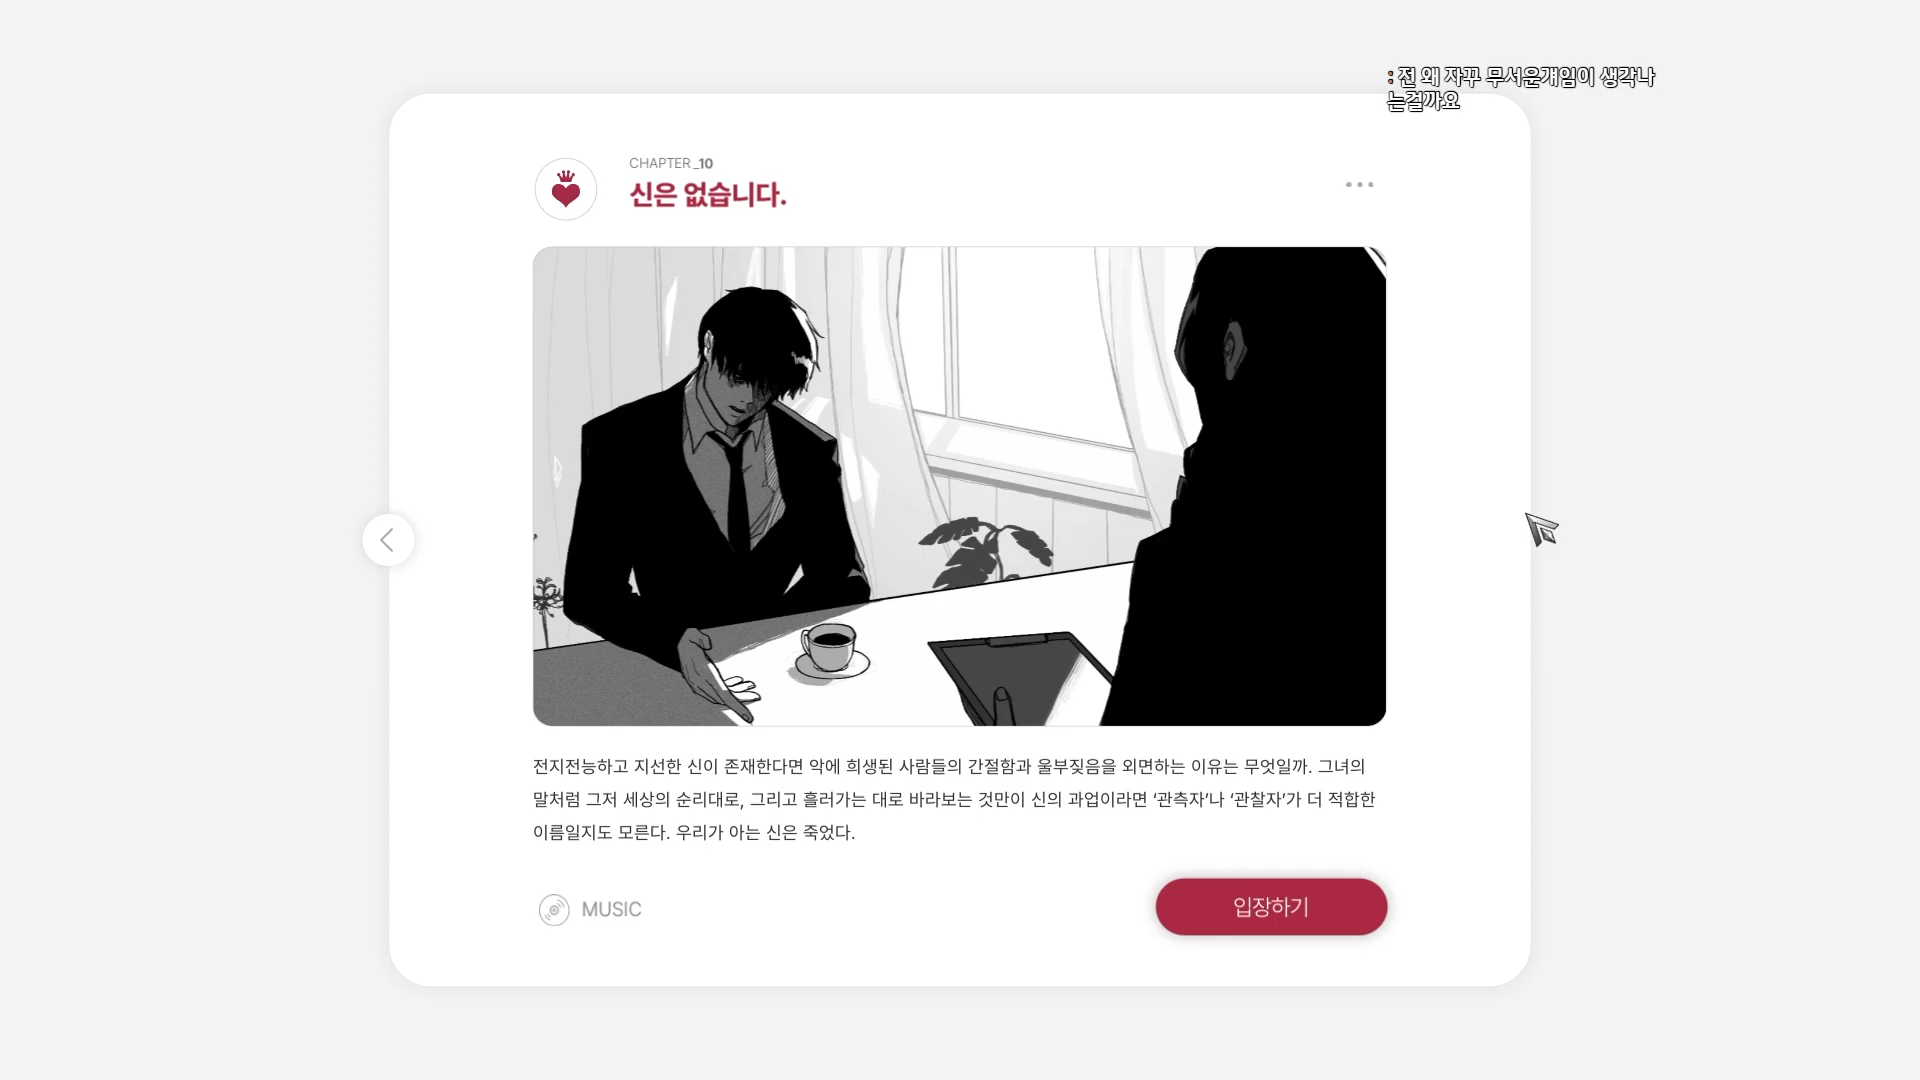 : 전 왜 자꾸 무서운개임이 생각나
는걸까요
CHAPTER_10
신은 없습니다.
전지전능하고 지선한 신이 존재한다면 악에 희생된 사람들의 간절함과 울부짖음을 외면하는 이유는 무엇일까. 그녀의
말처럼 그저 세상의 순리대로, 그리고 흘러가는 대로 바라보는 것만이 신의 과업이라면 ‘관측자’나 ‘관찰자’가 더 적합한
이름일지도 모른다. 우리가 아는 신은 죽었다.
MUSIC
입장하기